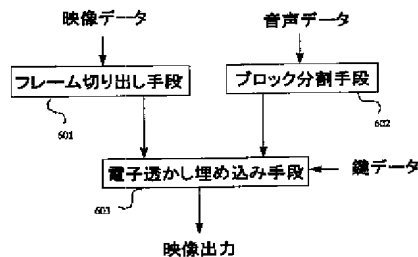 映像データ
音声データ
フレーム切り出し手段
ブロック分割手段
601
602
電子透かし埋め込み手段
鍵データ
603
映像出力